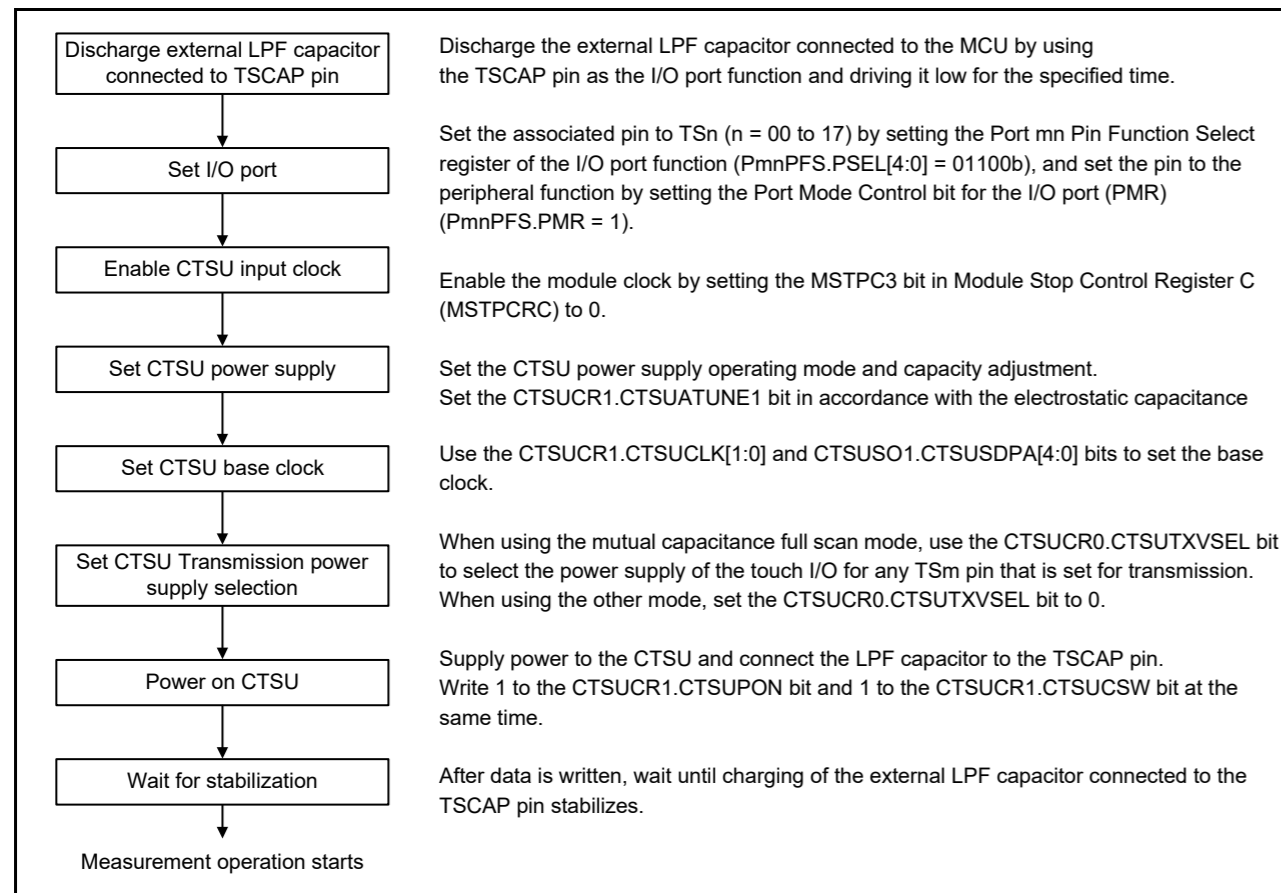 Discharge external LPF capacitor
connected to TSCAP pin
Discharge the external LPF capacitor connected to the MCU by using
the TSCAP pin as the I/O port function and driving it low for the specified time.
Set I/O port
Set the associated pin to TSn (n = 00 to 17) by setting the Port mn Pin Function Select
register of the I/O port function (PmnPFS.PSEL[4:0] = 01100b), and set the pin to the
peripheral function by setting the Port Mode Control bit for the I/O port (PMR)
(PmnPFS.PMR = 1).
Enable CTSU input clock
Enable the module clock by setting the MSTPC3 bit in Module Stop Control Register C
(MSTPCRC) to 0.
Set CTSU power supply
Set the CTSU power supply operating mode and capacity adjustment.
Set the CTSUCR1.CTSUATUNE1 bit in accordance with the electrostatic capacitance
Set CTSU base clock
Use the CTSUCR1.CTSUCLK[1:0] and CTSUSO1.CTSUSDPA[4:0] bits to set the base
clock.
Set CTSU Transmission power
supply selection
When using the mutual capacitance full scan mode, use the CTSUCR0.CTSUTXVSEL bit
to select the power supply of the touch I/O for any TSm pin that is set for transmission.
When using the other mode, set the CTSUCR0.CTSUTXVSEL bit to 0.
Power on CTSU
Supply power to the CTSU and connect the LPF capacitor to the TSCAP pin.
Write 1 to the CTSUCR1.CTSUPON bit and 1 to the CTSUCR1.CTSUCSW bit at the
same time.
Wait for stabilization
After data is written, wait until charging of the external LPF capacitor connected to the
TSCAP pin stabilizes.
Measurement operation starts